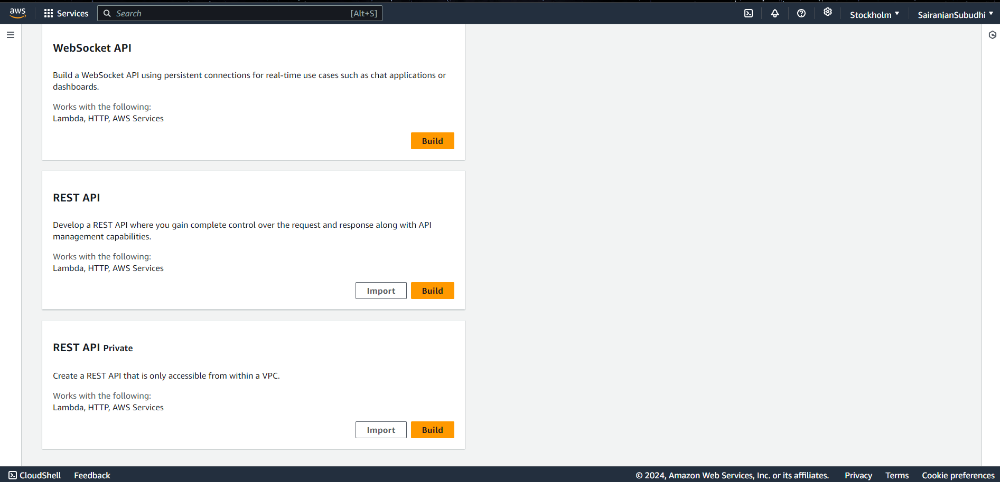 aws
Services
Search
[Alt+S]
Stockholm
SairanjanSubudhi
WebSocket API
Build a WebSocket API using persistent connections for real-time use cases such as chat applications or
dashboards.
Works with the following:
Lambda, HTTP, AWS Services
Build
REST API
Develop a REST API where you gain complete control over the request and response along with API
management capabilities.
Works with the following:
Lambda, HTTP, AWS Services
Import
Build
REST API Private
Create a REST API that is only accessible from within a VPC.
Works with the following:
Lambda, HTTP, AWS Services
Import
Build
CloudShell
Feedback
© 2024, Amazon Web Services, Inc. or its affiliates.
Privacy
Terms
Cookie preferences